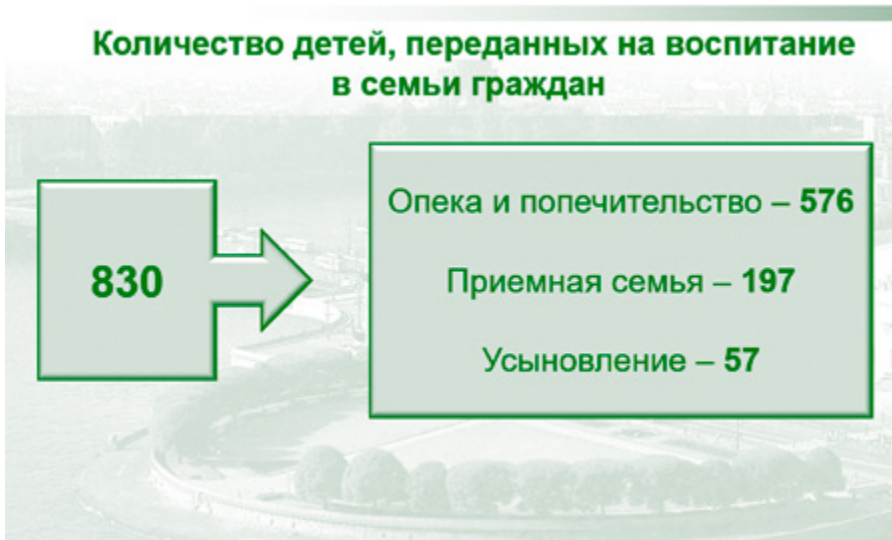 Количество детей, переданных на воспитание
в семьи граждан
830
Опека и попечительство – 576
Приемная семья – 197
Усыновление – 57